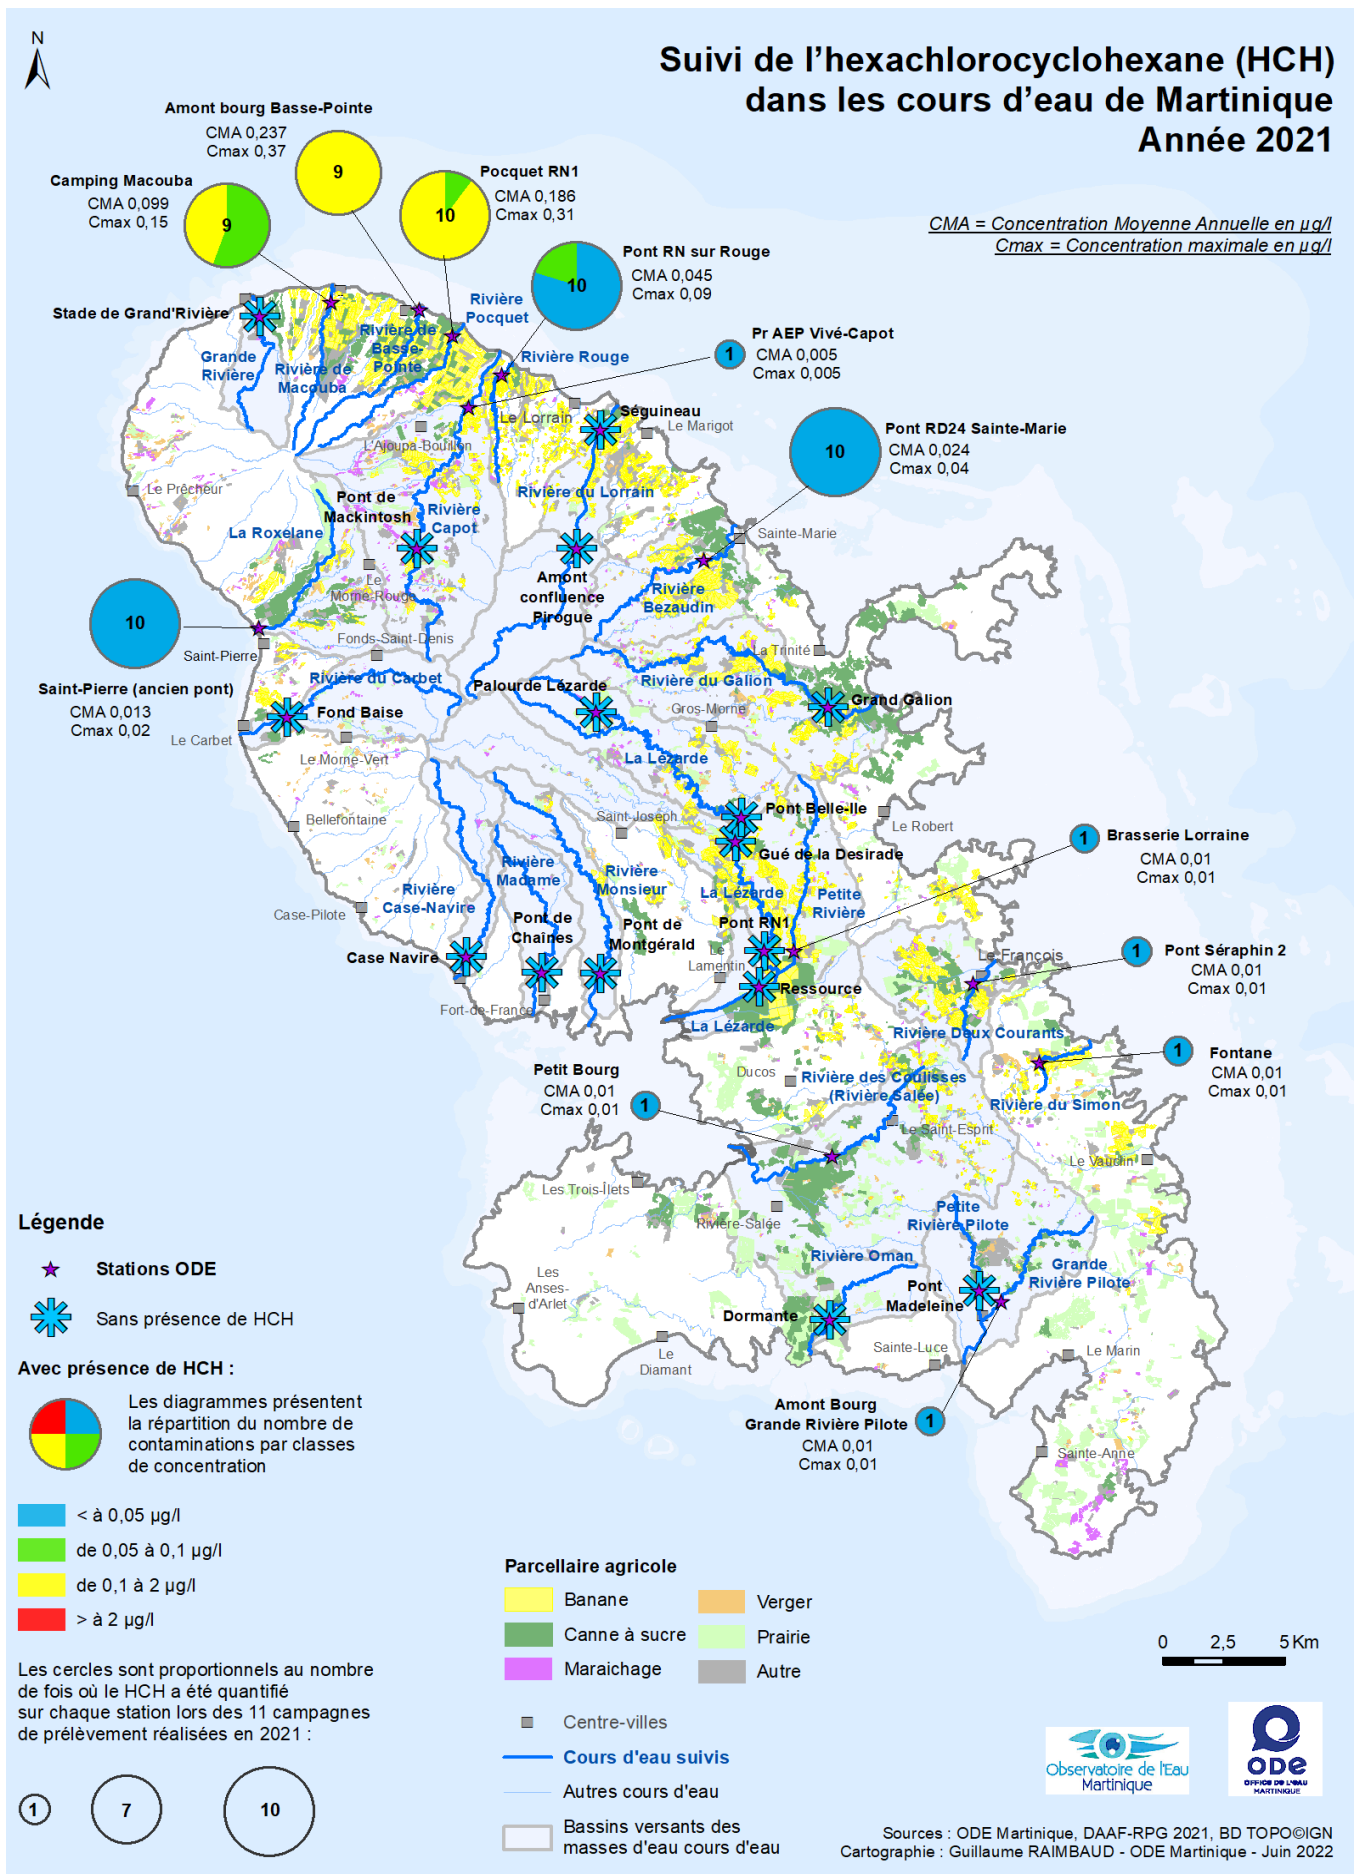 N
Suivi de l'hexachlorocyclohexane (HCH)
dans les cours d'eau de Martinique
Année 2021
CMA = Concentration Moyenne Annuelle en µg/l
Cmax = Concentration maximale en µg/l
Amont bourg Basse-Pointe
CMA 0,237
Cmax 0,37
9
Camping Macouba
CMA 0,099
Cmax 0,15
9
Pocquet RN1
CMA 0,186
Cmax 0,31
10
Pont RN sur Rouge
CMA 0,045
Cmax 0,09
10
Pr AEP Vivé-Capot
CMA 0,005
Cmax 0,005
1
Pont RD24 Sainte-Marie
CMA 0,024
Cmax 0,04
10
Stade de Grand'Rivière
Grande
Rivière
Rivière de
Macouba
Rivière de
Basse-
Pointe
Rivière
Pocquet
Rivière Rouge
Le Lorrain
Séguineau
Le Marigot
L'Ajoupa-Bouillon
Le Prêcheur
Pont de
Mackintosh
Rivière
Capot
Rivière du Lorrain
La Roxelane
Le
Morne-Rouge
Amont
confluence
Pirogue
Rivière
Bezaudin
Sainte-Marie
10
Saint-Pierre
Fonds-Saint-Denis
La Trinité
Saint-Pierre (ancien pont)
CMA 0,013
Cmax 0,02
Rivière du Carbet
Palourde Lézarde
Rivière du Galion
Fond Baise
Grand Galion
Gros-Morne
Le Carbet
Le Morne-Vert
La Lézarde
Bellefontaine
Saint-Joseph
Pont Belle-Ile
Le Robert
Gué de la Desirade
Brasserie Lorraine
CMA 0,01
Cmax 0,01
1
Rivière
Madame
Rivière
Monsieur
Rivière
Case-Navire
La Lézarde
Petite
Rivière
Case-Pilote
Pont de
Chaînes
Pont de
Montgérald
Pont RN1
Case Navire
Le
Lamentin
Le François
Pont Séraphin 2
CMA 0,01
Cmax 0,01
1
Ressource
Fort-de-France
La Lézarde
Rivière Deux Courants
Fontane
CMA 0,01
Cmax 0,01
1
Petit Bourg
CMA 0,01
Cmax 0,01
1
Ducos
Rivière des Coulisses
(Rivière Salée)
Rivière du Simon
Le Saint-Esprit
Le Vauclin
Les Trois-Îlets
Rivière-Salée
Petite
Rivière Pilote
Rivière Oman
Grande
Rivière Pilote
Les
Anses-
d'Arlet
Pont
Madeleine
Dormante
Sainte-Luce
Le Marin
Le
Diamant
Amont Bourg
Grande Rivière Pilote
CMA 0,01
Cmax 0,01
1
Sainte-Anne
Légende
Stations ODE
Sans présence de HCH
Avec présence de HCH :
Les diagrammes présentent
la répartition du nombre de
contaminations par classes
de concentration
< à 0,05 µg/l
de 0,05 à 0,1 µg/l
de 0,1 à 2 µg/l
> à 2 µg/l
Les cercles sont proportionnels au nombre
de fois où le HCH a été quantifié
sur chaque station lors des 11 campagnes
de prélèvement réalisées en 2021 :
1
7
10
Parcellaire agricole
Banane
Canne à sucre
Maraichage
Verger
Prairie
Autre
Centre-villes
Cours d'eau suivis
Autres cours d'eau
Bassins versants des
masses d'eau cours d'eau
0 2,5 5 Km
Observatoire de l'Eau
Martinique
ODE
OFFICE DE L'EAU
MARTINIQUE
Sources : ODE Martinique, DAAF-RPG 2021, BD TOPO©IGN
Cartographie : Guillaume RAIMBAUD - ODE Martinique - Juin 2022